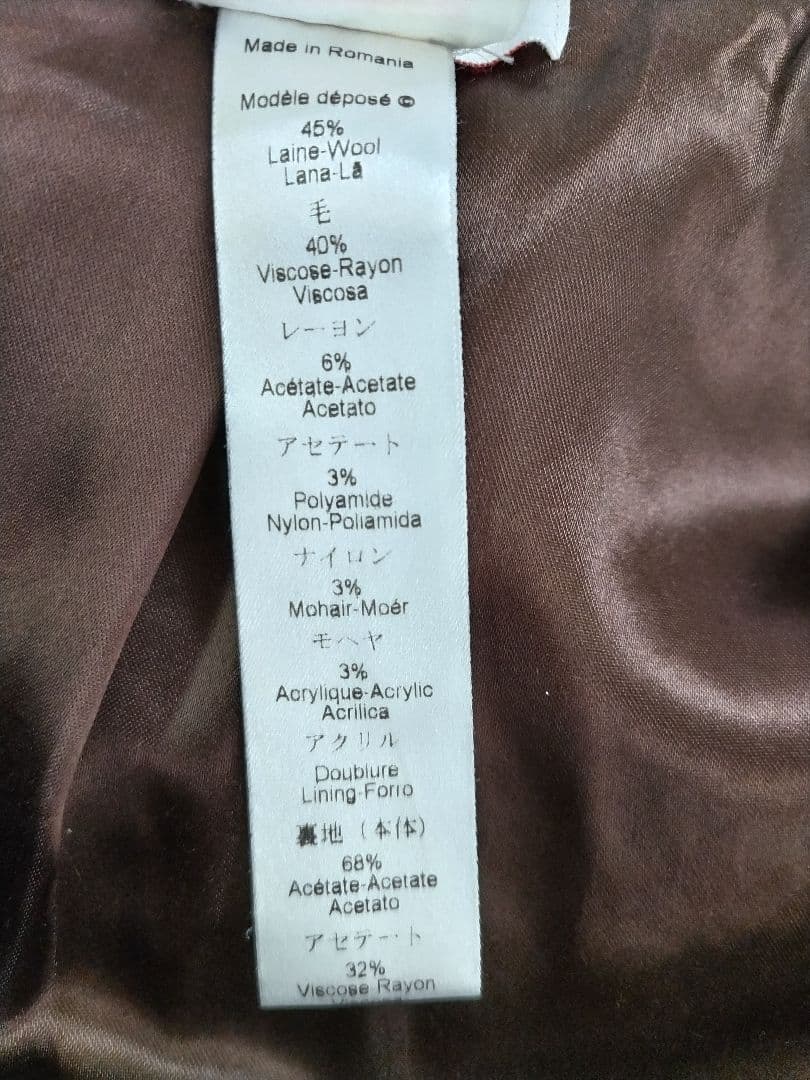 Made in Romania
Modèle déposé ©
45%
Laine-Wool
Lana-Lã
毛
40%
Viscose-Rayon
Viscosa
レーヨン
6%
Acétate-Acetate
Acetato
アセテート
3%
Polyamide
Nylon-Poliamida
ナイロン
3%
Mohair-Moér
モヘヤ
3%
Acrylique-Acrylic
Acrilica
アクリル
Doublure
Lining-Forro
裏地(本体)
68%
Acétate-Acetate
Acetato
アセテート
32%
Viscose Rayon